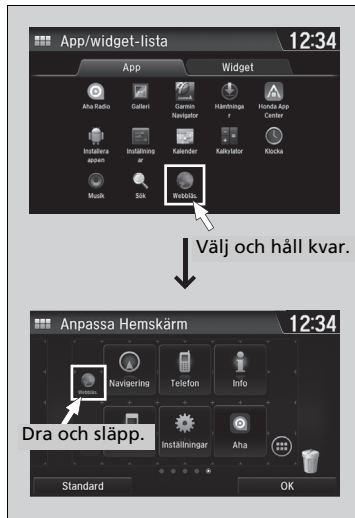 App/widget-lista
12:34
App
Widget
Aha Radio
Galleri
Garmin
Navigator
Hämtninga
r
Honda App
Center
Installera
appen
Inställning
ar
Kalender
Kalkylator
Klocka
Musik
Sök
Webbläs.
Välj och håll kvar.
Anpassa Hemskärm
12:34
Webbläs.
Navigering
Telefon
Info
Dra och släpp.
Inställningar
Aha
Standard
OK